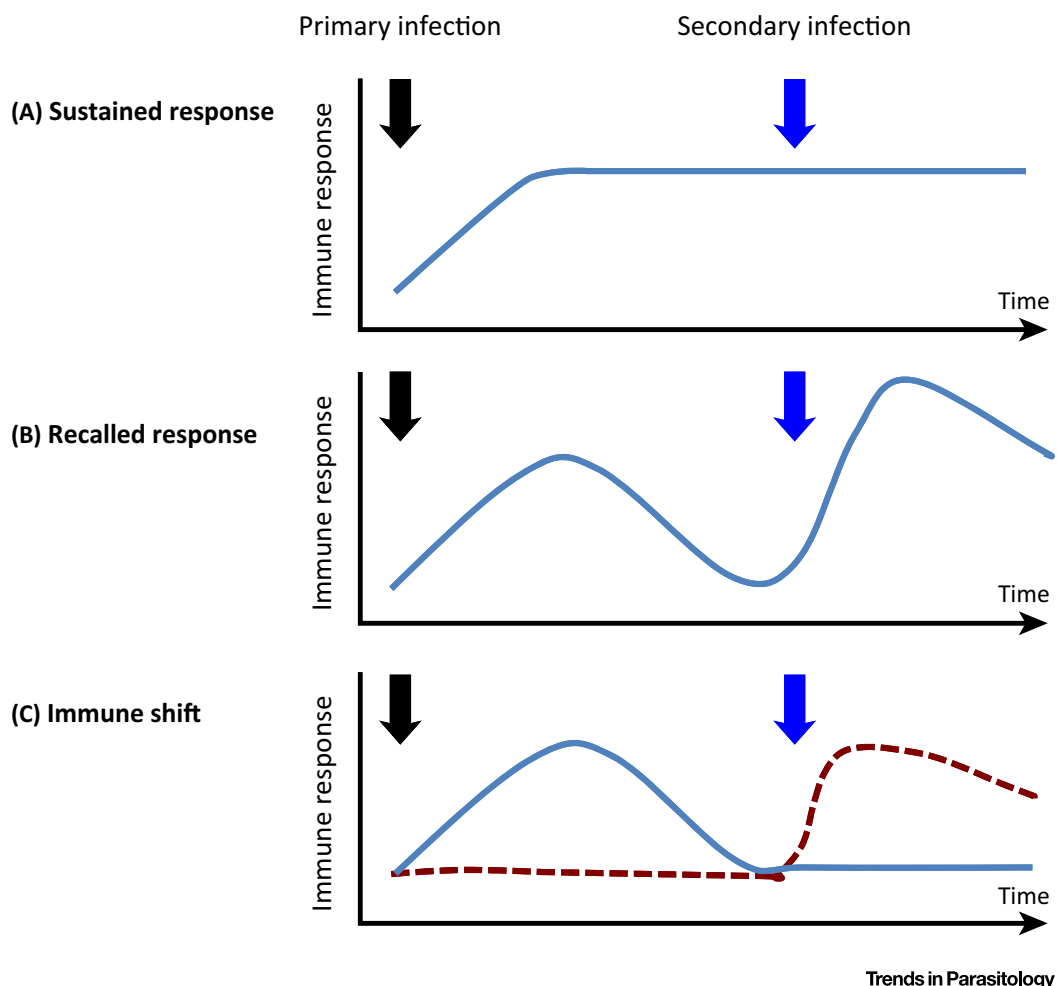 Primary infection
Secondary infection
(A) Sustained response
Immune response
Time
(B) Recalled response
Immune response
Time
(C) Immune shift
Immune response
Time
Trends in Parasitology